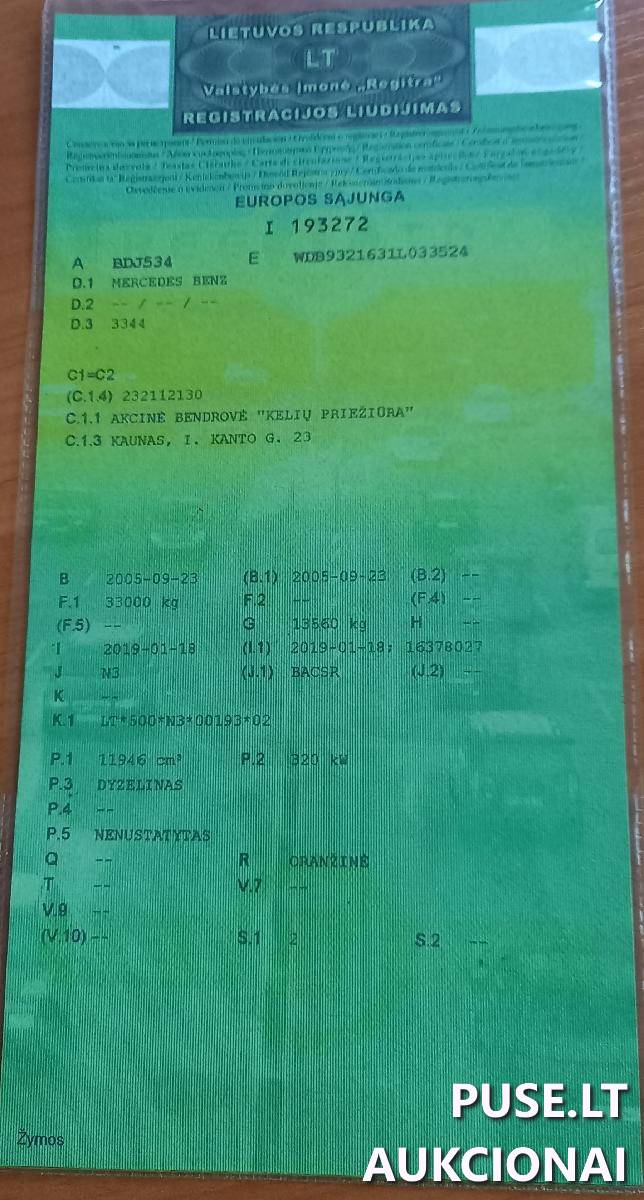 LIETUVOS RESPUBLIKA
LT
Valstybės Įmonė „Regitra"
REGISTRACIJOS LIUDIJIMAS
EUROPOS SĄJUNGA
I 193272
A BDJ534 E WDB9321631L033524
D.1 MERCEDES BENZ
D.2 -- / -- / --
D.3 3344
C1=C2
(C.1.4) 232112130
C.1.1 AKCINĖ BENDROVĖ "KELIŲ PRIEŽIŪRA"
C.1.3 KAUNAS, I. KANTO G. 23
B 2005-09-23 (B.1) 2005-09-23 (B.2) --
F.1 33000 kg F.2 -- (F.4) --
(F.5) -- G 13560 kg H --
I 2019-01-18 (I.1) 2019-01-18; 16378027
J N3 (J.1) BACSR (J.2) --
K --
K.1 LT*500*N3*00193*02
P.1 11946 cm³ P.2 320 kW
P.3 DYZELINAS
P.4 --
P.5 NENUSTATYTAS
Q -- R ORANŽINĖ
T -- V.7 --
V.9 --
(V.10) -- S.1 2 S.2 --
Žymos
PUSE.LT
AUKCIONAI